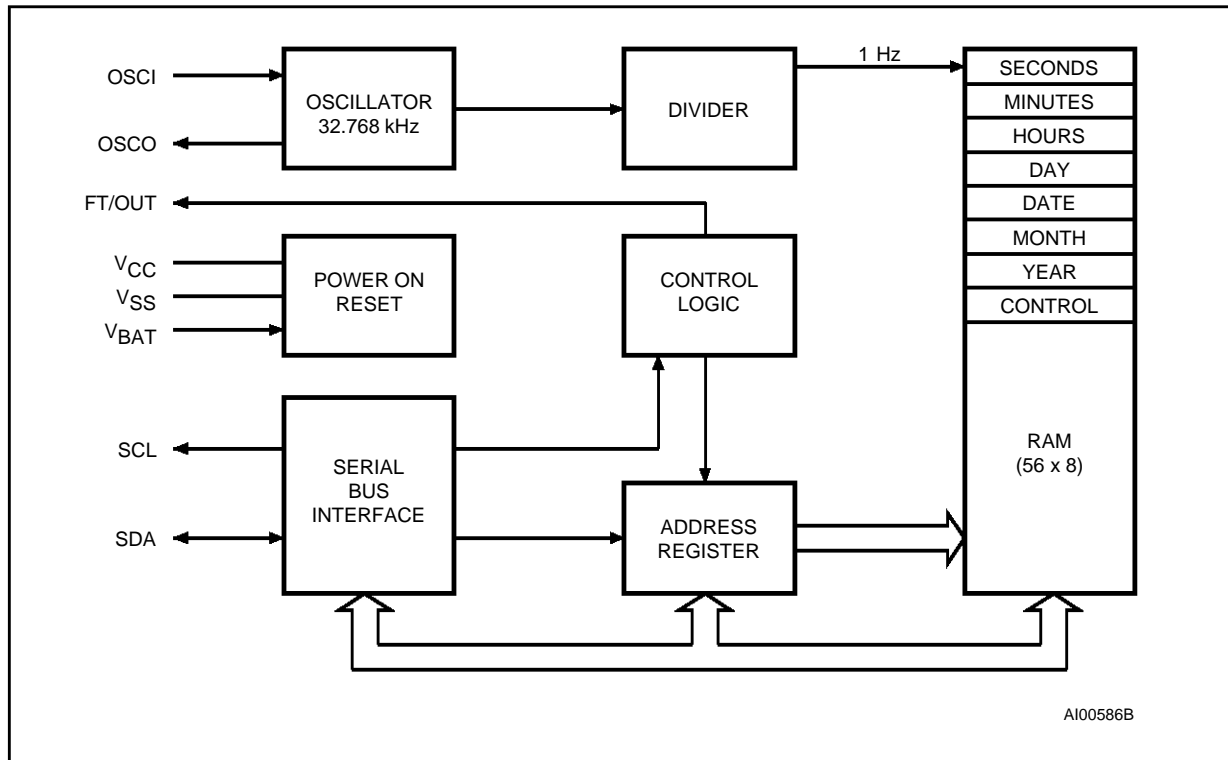 OSCI
OSCO
FT/OUT
VCC
VSS
VBAT
SCL
SDA
OSCILLATOR
32.768 kHz
POWER ON
RESET
SERIAL
BUS
INTERFACE
DIVIDER
CONTROL
LOGIC
ADDRESS
REGISTER
1 Hz
SECONDS
MINUTES
HOURS
DAY
DATE
MONTH
YEAR
CONTROL
RAM
(56 x 8)
AI00586B